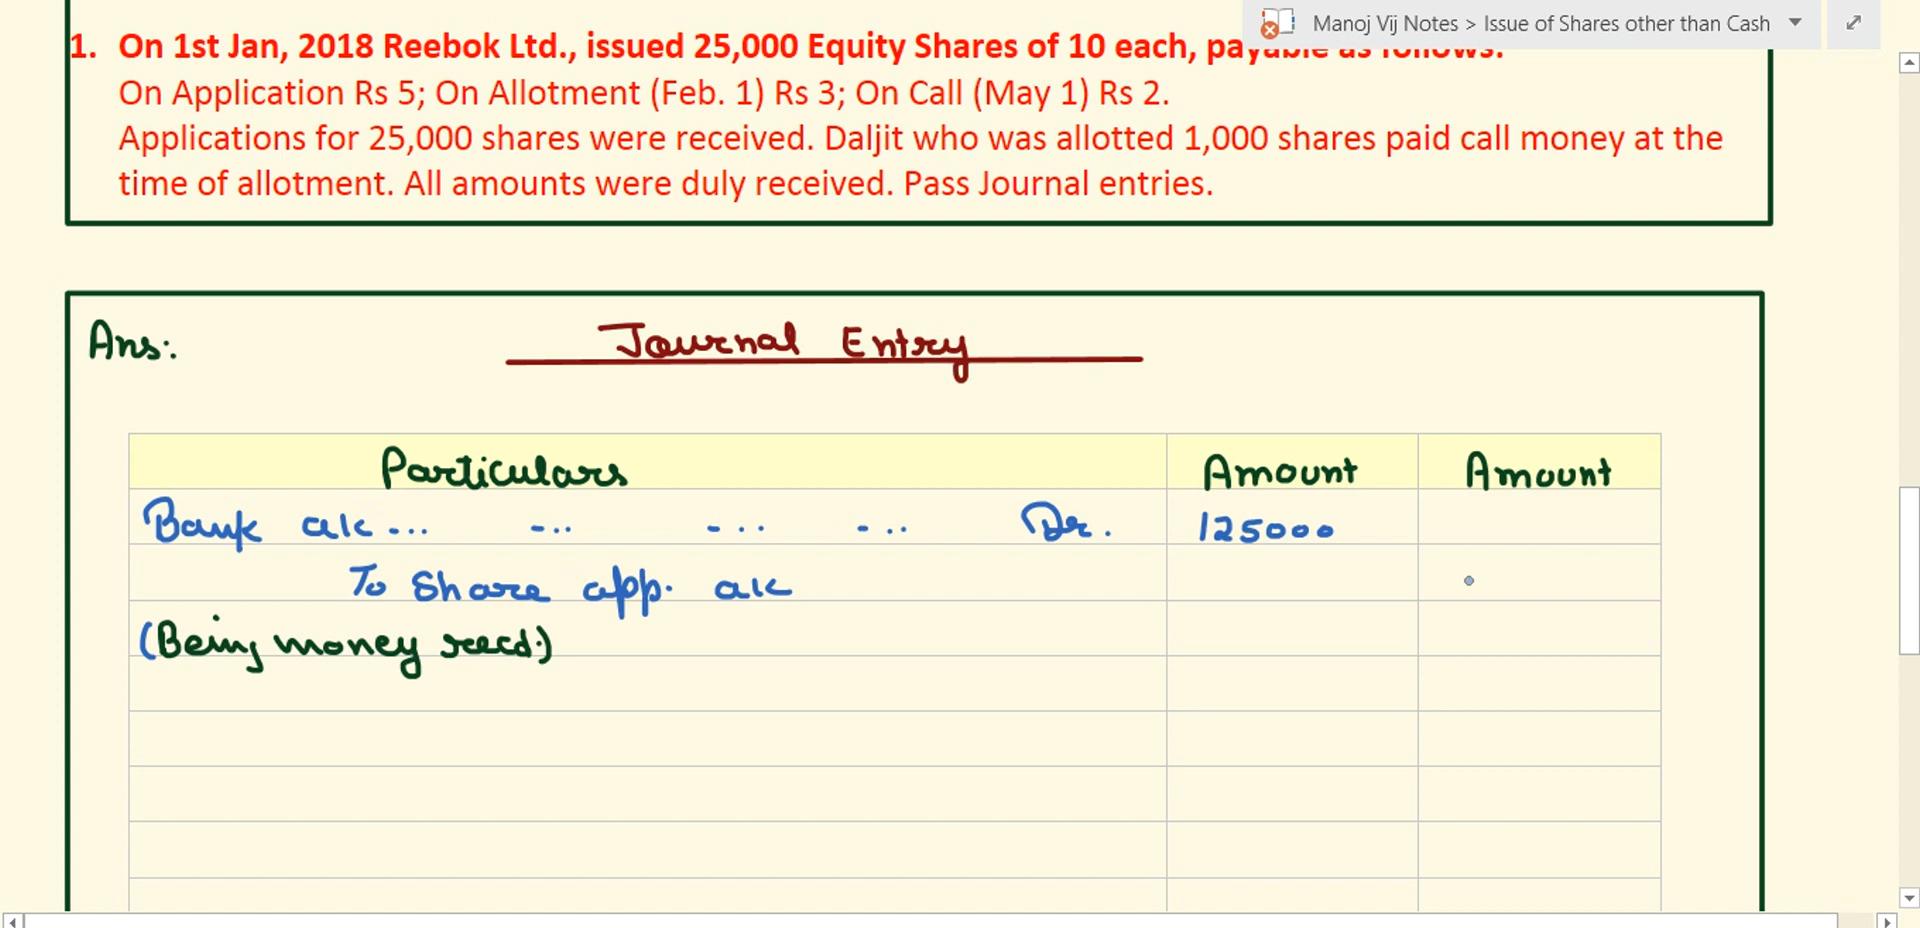 Manoj Vij Notes > Issue of Shares other than Cash
1. On 1st Jan, 2018 Reebok Ltd., issued 25,000 Equity Shares of 10 each, payable as follows:
On Application Rs 5; On Allotment (Feb. 1) Rs 3; On Call (May 1) Rs 2.
Applications for 25,000 shares were received. Daljit who was allotted 1,000 shares paid call money at the
time of allotment. All amounts were duly received. Pass Journal entries.
Ans:.
Journal Entry
Particulars Amount Amount
Bank a/c ... ... ... ... Dr. 125000
To Share app. a/c
(Being money recd.)